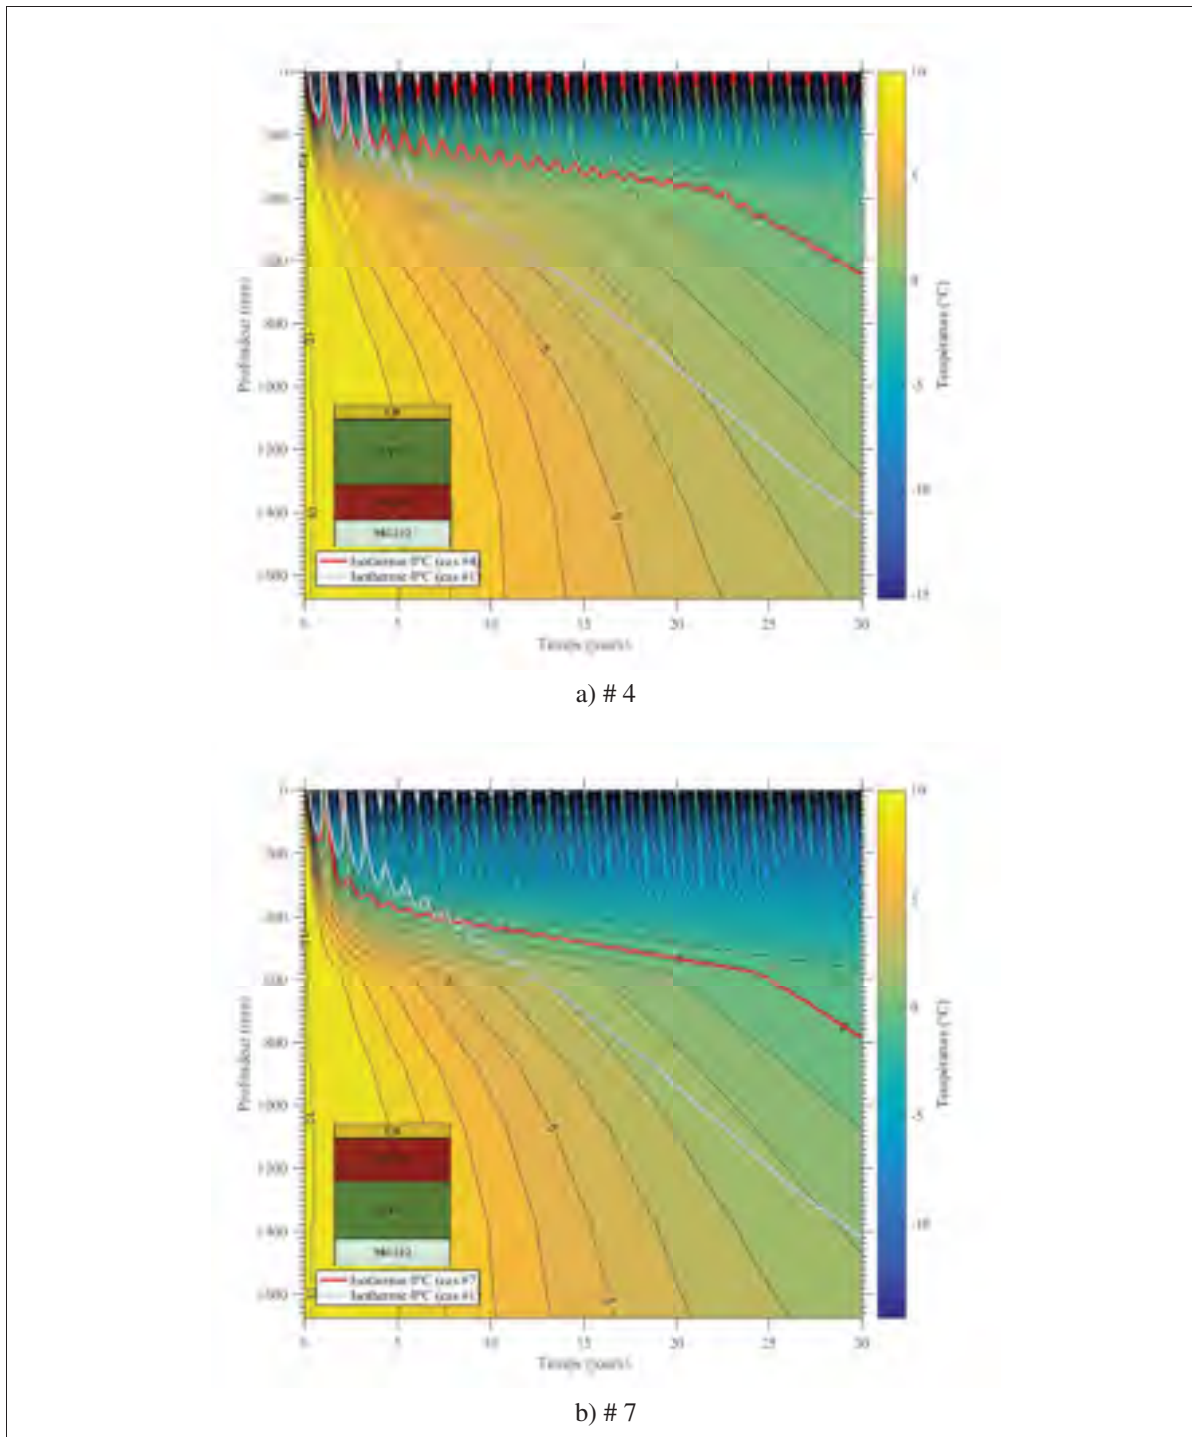 0
10
200
5
400
600
0
Profondeur (mm)
800
Température (°C)
1000
-5
EB
1200
-10
1400
MG112
Isotherme 0°C (cas #4
Isotherme 0°C (cas #1
1600
-15
0 5 10 15 20 25 30
Temps (jours)
a) # 4
0
10
200
5
400
600
0
Profondeur (mm)
800
Température (°C)
1000
-5
EB
1200
-10
1400
MG112
Isotherme 0°C (cas #7
Isotherme 0°C (cas #1
1600
0 5 10 15 20 25 30
Temps (jours)
b) # 7